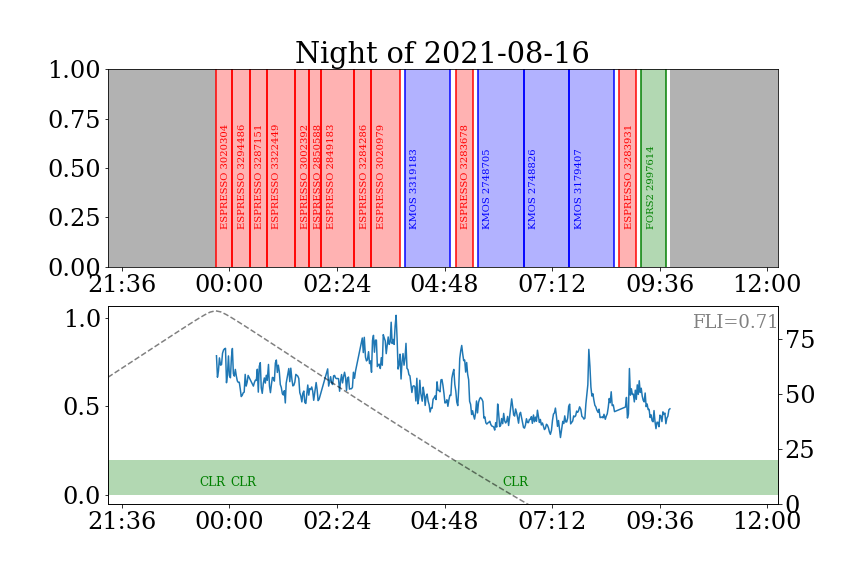 Night of 2021-08-16
1.00
0.75
0.50
0.25
0.00
ESPRESSO 3020304
ESPRESSO 3294486
ESPRESSO 3287151
ESPRESSO 3322449
ESPRESSO 3002392
ESPRESSO 2850588
ESPRESSO 2849183
ESPRESSO 3284286
ESPRESSO 3020979
KMOS 3319183
ESPRESSO 3283678
KMOS 2748705
KMOS 2748826
KMOS 3179407
ESPRESSO 3283931
FORS2 2997614
21:36 00:00 02:24 04:48 07:12 09:36 12:00
FLI=0.71
1.0
0.5
0.0
75
50
25
0
CLR CLR CLR
21:36 00:00 02:24 04:48 07:12 09:36 12:00